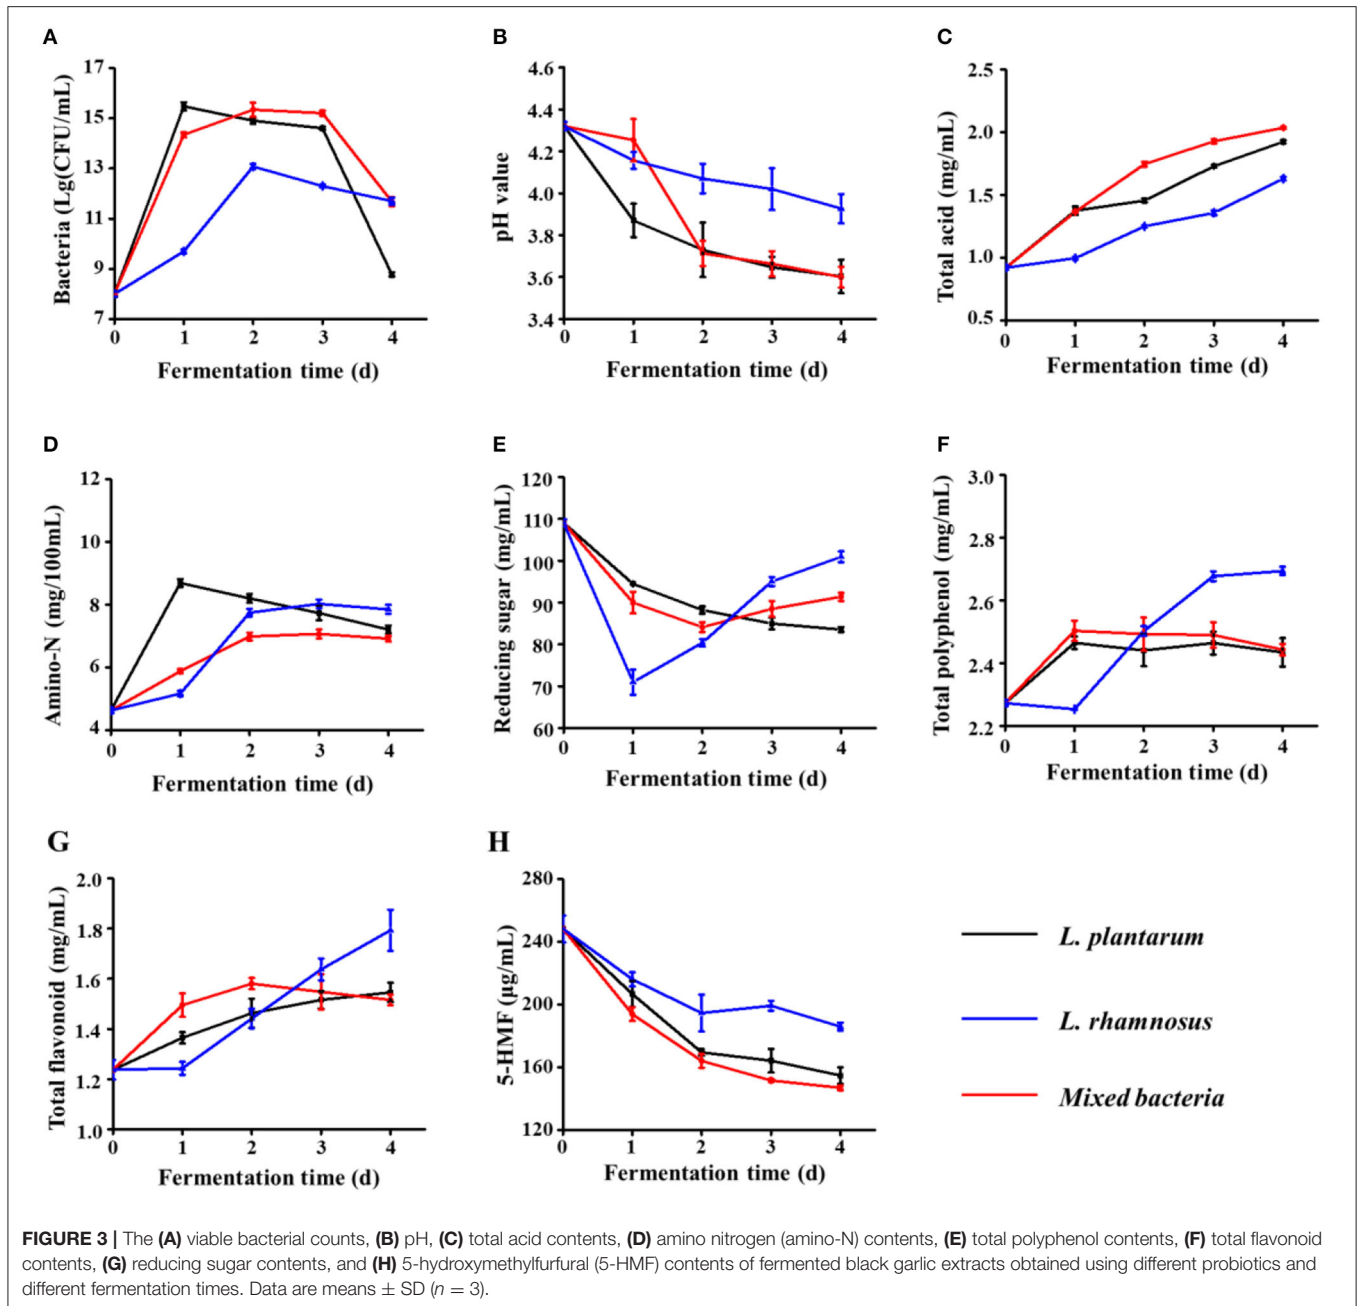 A
B
C
17
15
13
11
9
7
Bacteria (Lg(CFU/mL)
0 1 2 3 4
Fermentation time (d)
4.6
4.4
4.2
4.0
3.8
3.6
3.4
pH value
0 1 2 3 4
Fermentation time (d)
2.5
2.0
1.5
1.0
0.5
Total acid (mg/mL)
0 1 2 3 4
Fermentation time (d)
D
E
F
12
10
8
6
4
Amino-N (mg/100mL)
0 1 2 3 4
Fermentation time (d)
120
110
100
90
80
70
60
Reducing sugar (mg/mL)
0 1 2 3 4
Fermentation time (d)
3.0
2.8
2.6
2.4
2.2
Total polyphenol (mg/mL)
0 1 2 3 4
Fermentation time (d)
G
H
2.0
1.8
1.6
1.4
1.2
1.0
Total flavonoid (mg/mL)
0 1 2 3 4
Fermentation time (d)
280
240
200
160
120
5-HMF (μg/mL)
0 1 2 3 4
Fermentation time (d)
L. plantarum
L. rhamnosus
Mixed bacteria
FIGURE 3 | The (A) viable bacterial counts, (B) pH, (C) total acid contents, (D) amino nitrogen (amino-N) contents, (E) total polyphenol contents, (F) total flavonoid
contents, (G) reducing sugar contents, and (H) 5-hydroxymethylfurfural (5-HMF) contents of fermented black garlic extracts obtained using different probiotics and
different fermentation times. Data are means ± SD (n = 3).